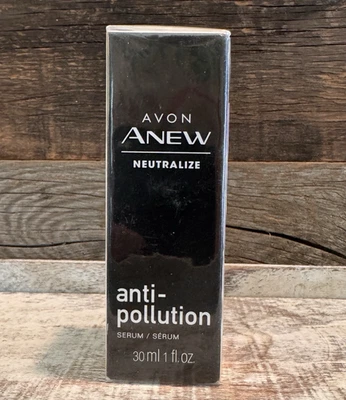 AVON
ANEW
NEUTRALIZE
anti-
pollution
SERUM / SÉRUM
30 ml 1 fl. oz.